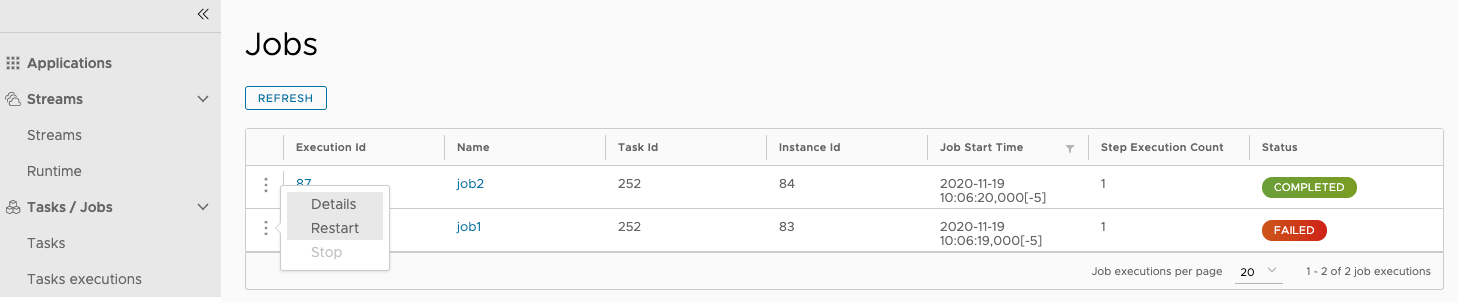 Applications
Streams
Streams
Runtime
Tasks / Jobs
Tasks
Tasks executions
Jobs
REFRESH
Execution Id Name Task Id Instance Id Job Start Time Step Execution Count Status
87 job2 252 84 2020-11-19 10:06:20,000[-5] 1 COMPLETED
job1 252 83 2020-11-19 10:06:19,000[-5] 1 FAILED
Details
Restart
Stop
Job executions per page 20 1 - 2 of 2 job executions